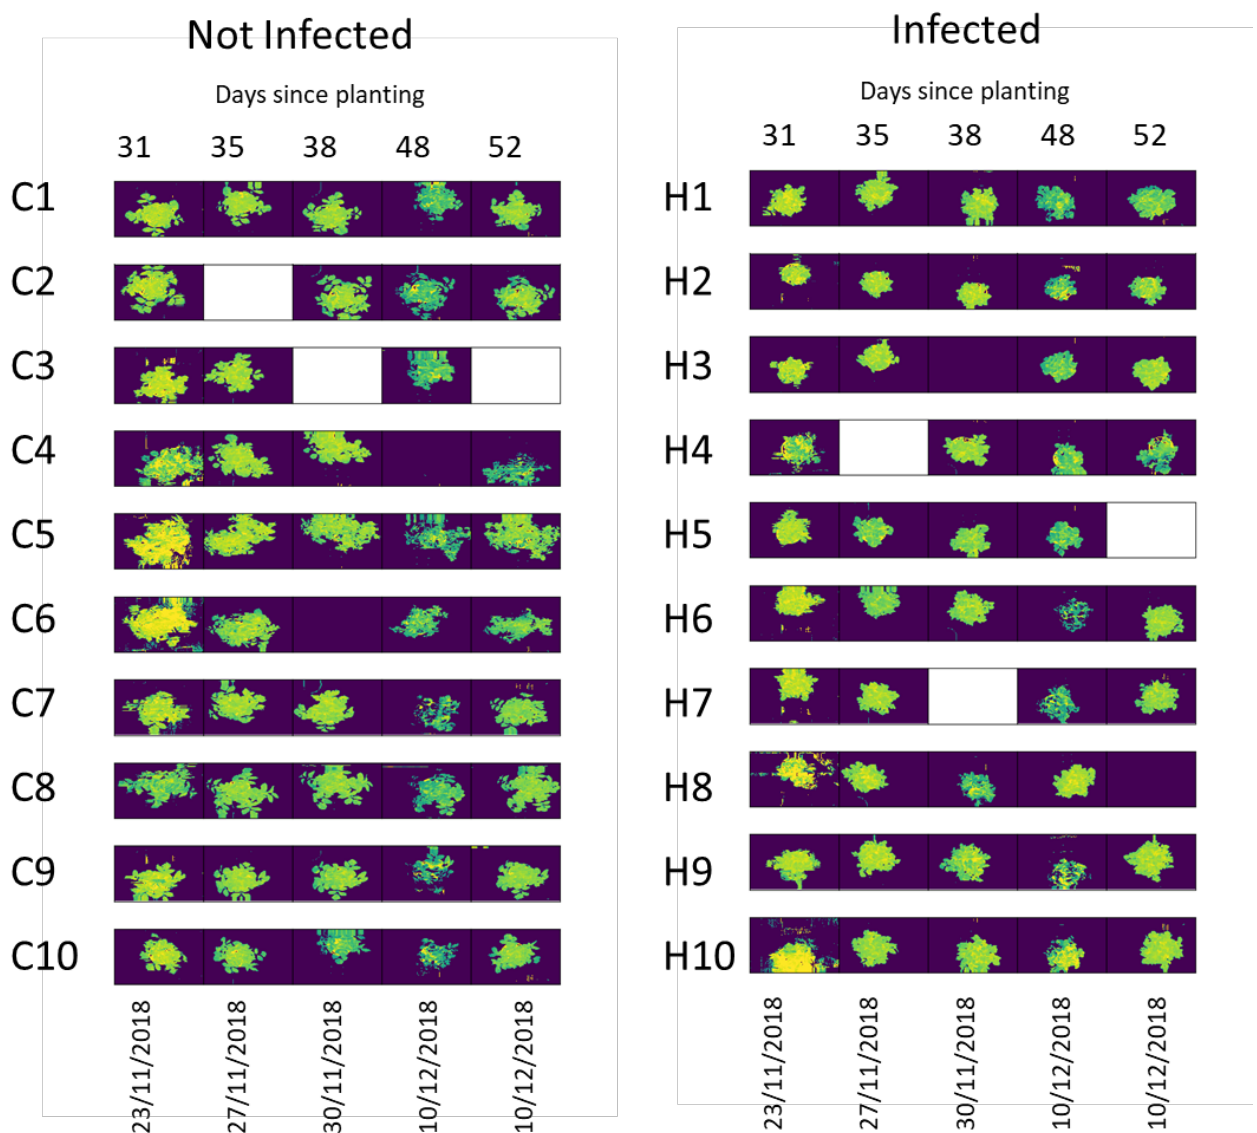 Not Infected
Days since planting
31 35 38 48 52
C1
C2
C3
C4
C5
C6
C7
C8
C9
C10
23/11/2018
27/11/2018
30/11/2018
10/12/2018
10/12/2018
Infected
Days since planting
31 35 38 48 52
H1
H2
H3
H4
H5
H6
H7
H8
H9
H10
23/11/2018
27/11/2018
30/11/2018
10/12/2018
10/12/2018